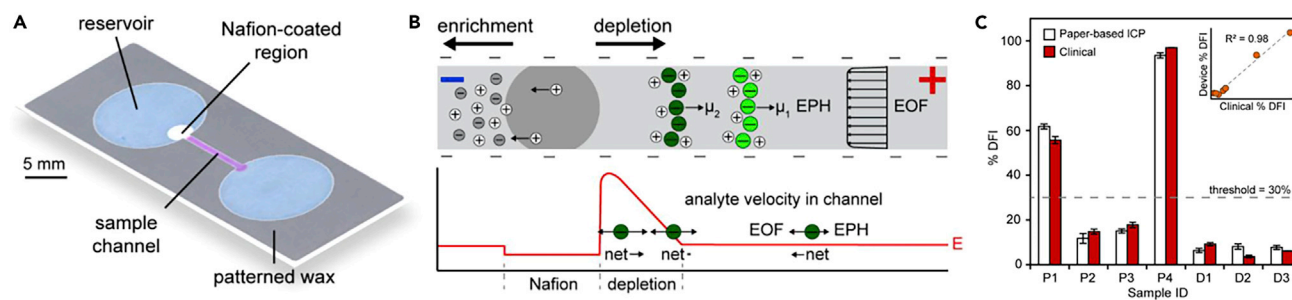 A
reservoir
Nafion-coated
region
5 mm
sample
channel
patterned wax
B
enrichment
depletion
μ2
μ1
EPH
EOF
analyte velocity in channel
EOF
EPH
E
net
net
net
Nafion
depletion
C
Paper-based ICP
Clinical
R² = 0.98
Device % DFI
Clinical % DFI
threshold = 30%
% DFI
100
80
60
40
20
0
P1 P2 P3 P4 D1 D2 D3
Sample ID